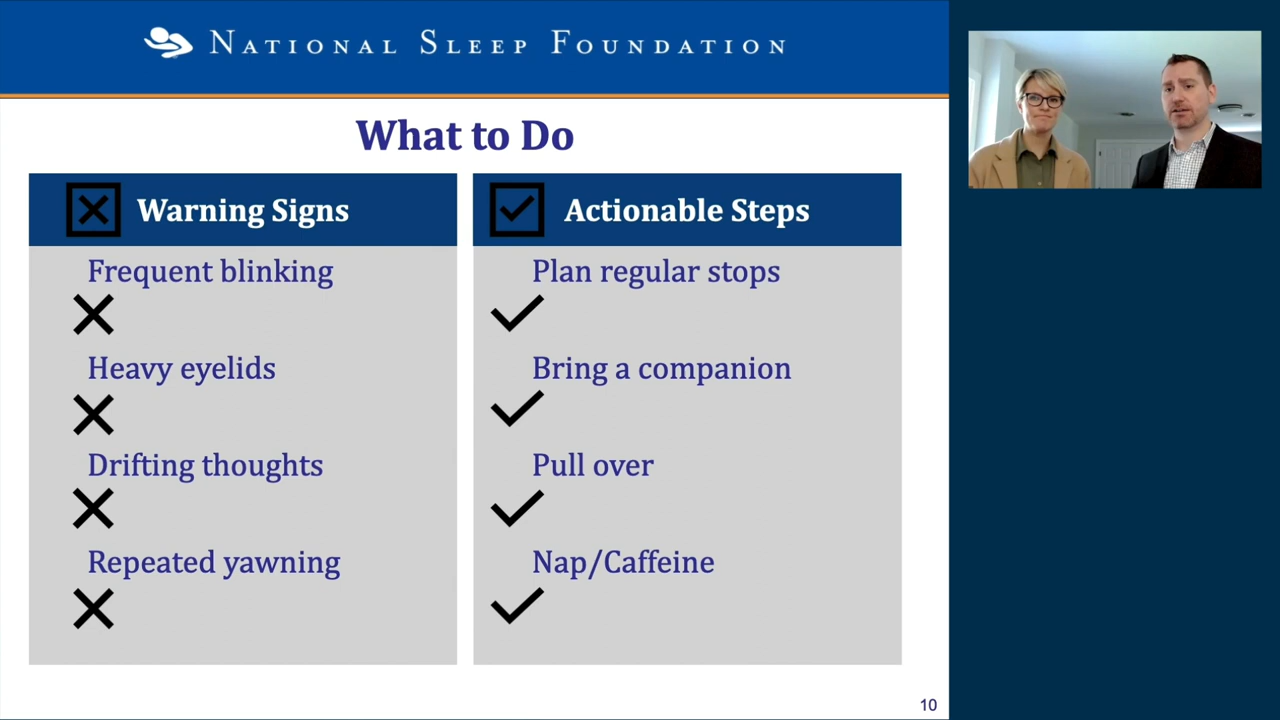 National Sleep Foundation
What to Do
Warning Signs
Frequent blinking
Heavy eyelids
Drifting thoughts
Repeated yawning
Actionable Steps
Plan regular stops
Bring a companion
Pull over
Nap/Caffeine
10